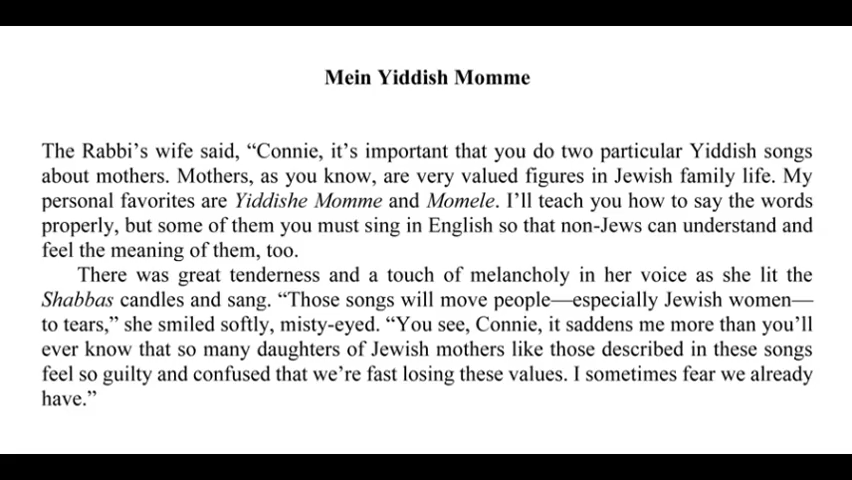 Mein Yiddish Momme
The Rabbi’s wife said, “Connie, it’s important that you do two particular Yiddish songs
about mothers. Mothers, as you know, are very valued figures in Jewish family life. My
personal favorites are Yiddishe Momme and Momele. I’ll teach you how to say the words
properly, but some of them you must sing in English so that non-Jews can understand and
feel the meaning of them, too.
There was great tenderness and a touch of melancholy in her voice as she lit the
Shabbas candles and sang. “Those songs will move people—especially Jewish women—
to tears,” she smiled softly, misty-eyed. “You see, Connie, it saddens me more than you’ll
ever know that so many daughters of Jewish mothers like those described in these songs
feel so guilty and confused that we’re fast losing these values. I sometimes fear we already
have.”